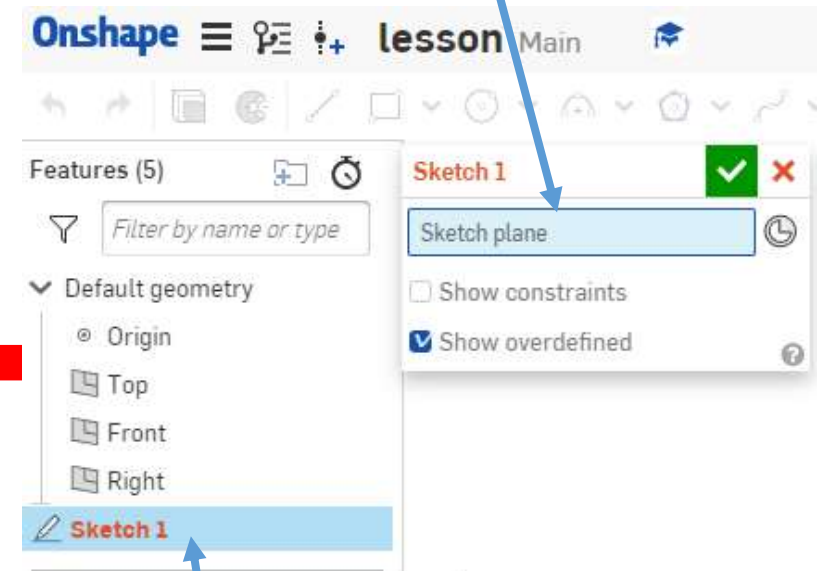 Onshape lesson Main
Features (5)
Filter by name or type
Default geometry
Origin
Top
Front
Right
Sketch 1
Sketch 1
Sketch plane
Show constraints
Show overdefined